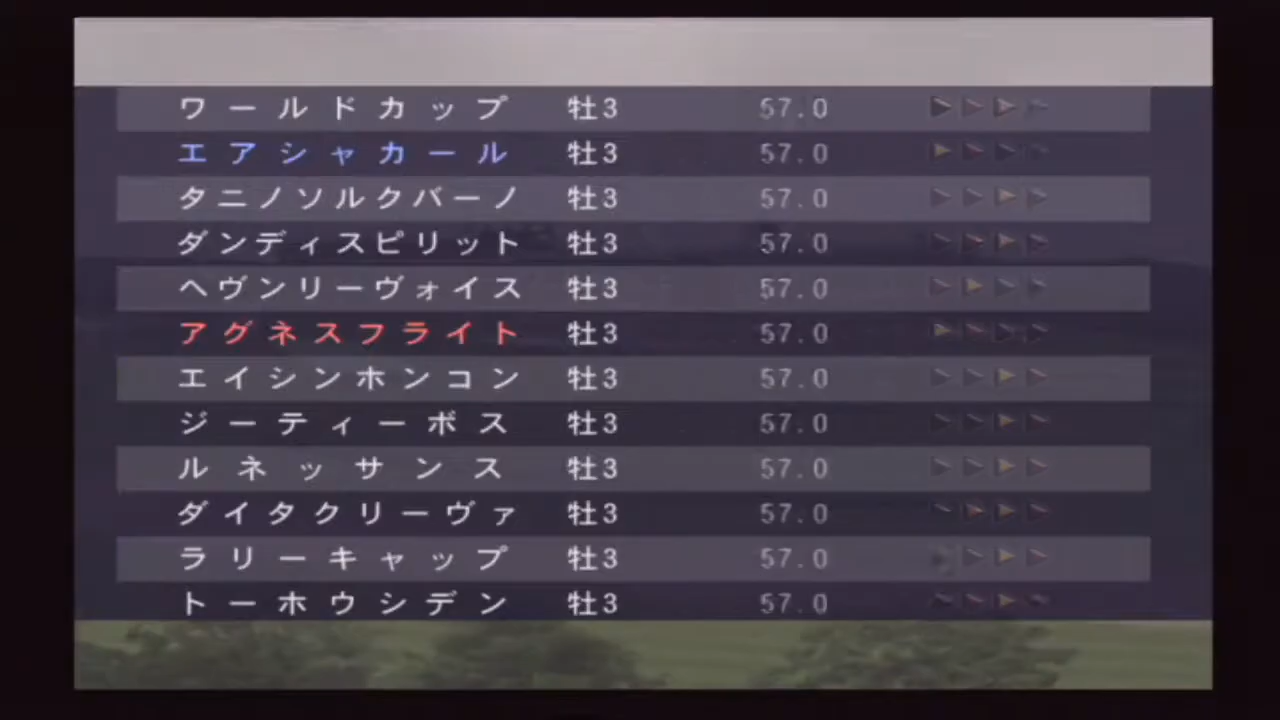 ワールドカップ 牡3 57.0
エアシャカール 牡3 57.0
タニノソルクバーノ 牡3 57.0
ダンディスピリット 牡3 57.0
ヘヴンリーヴォイス 牡3 57.0
アグネスフライト 牡3 57.0
エイシンホンコン 牡3 57.0
ジーティーボス 牡3 57.0
ルネッサンス 牡3 57.0
ダイタクリーヴァ 牡3 57.0
ラリーキャップ 牡3 57.0
トーホウシデン 牡3 57.0